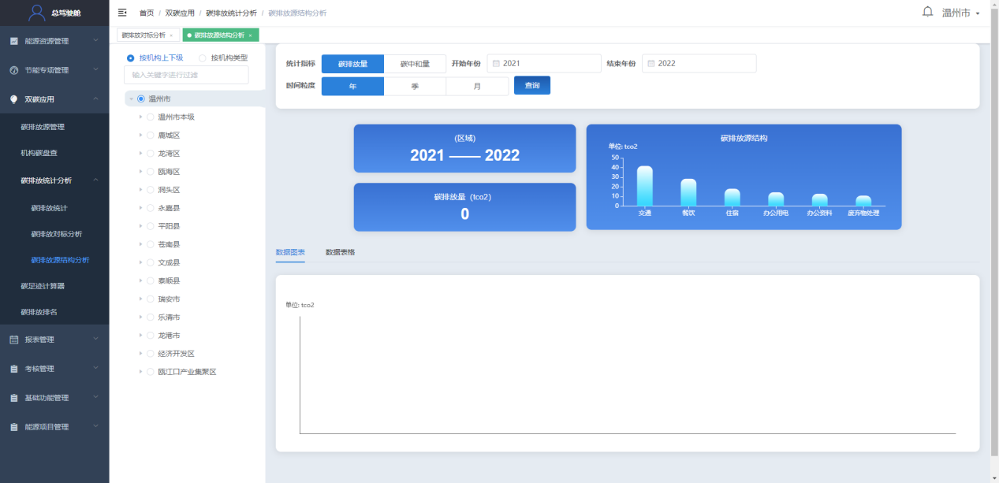 总驾驶舱
首页 / 双碳应用 / 碳排放统计分析 / 碳排放源结构分析
温州市
碳排放对标分析 ×
碳排放源结构分析 ×
能源资源管理
节能专项管理
双碳应用
碳排放源管理
机构碳盘查
碳排放统计分析
碳排放统计
碳排放对标分析
碳排放源结构分析
碳足迹计算器
碳排放排名
报表管理
考核管理
基础功能管理
能源项目管理
按机构上下级 按机构类型
输入关键字进行过滤
温州市
温州市本级
鹿城区
龙湾区
瓯海区
洞头区
永嘉县
平阳县
苍南县
文成县
泰顺县
瑞安市
乐清市
龙港市
经济开发区
瓯江口产业集聚区
统计指标 碳排放量 碳中和量 开始年份 2021 结束年份 2022
时间粒度 年 季 月 查询
(区域)
2021 —— 2022
碳排放量（tco2）
0
碳排放源结构
单位: tco2
50
40
30
20
10
0
交通 餐饮 住宿 办公用电 办公资料 废弃物处理
数据图表 数据表格
单位: tco2